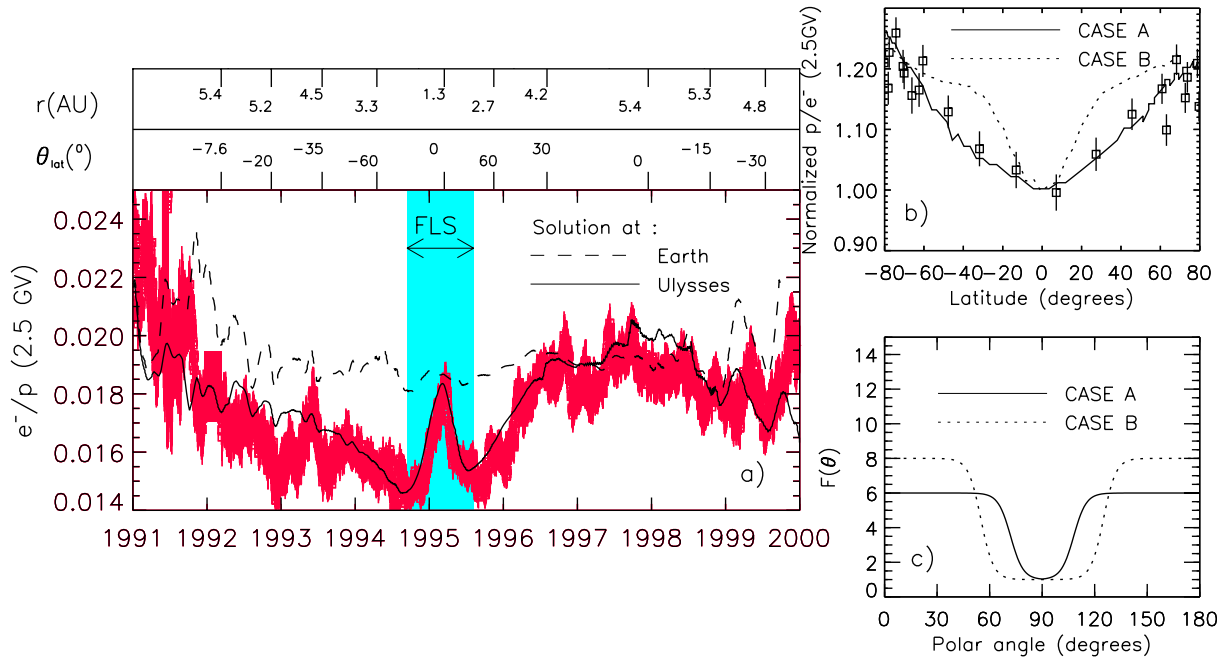 r(AU)
5.4
5.2
4.5
3.3
1.3
2.7
4.2
5.4
5.3
4.8
θlat(°)
−7.6
−20
−35
−60
0
60
30
0
−15
−30
e⁻/p (2.5 GV)
0.024
0.022
0.020
0.018
0.016
0.014
FLS
Solution at :
Earth
Ulysses
a)
1991 1992 1993 1994 1995 1996 1997 1998 1999 2000
Normalized p/e⁻ (2.5GV)
b)
1.20
1.10
1.00
0.90
CASE A
CASE B
b)
−80 −60 −40 −20 0 20 40 60 80
Latitude (degrees)
F(θ)
14
12
10
8
6
4
2
0
CASE A
CASE B
c)
0 30 60 90 120 150 180
Polar angle (degrees)